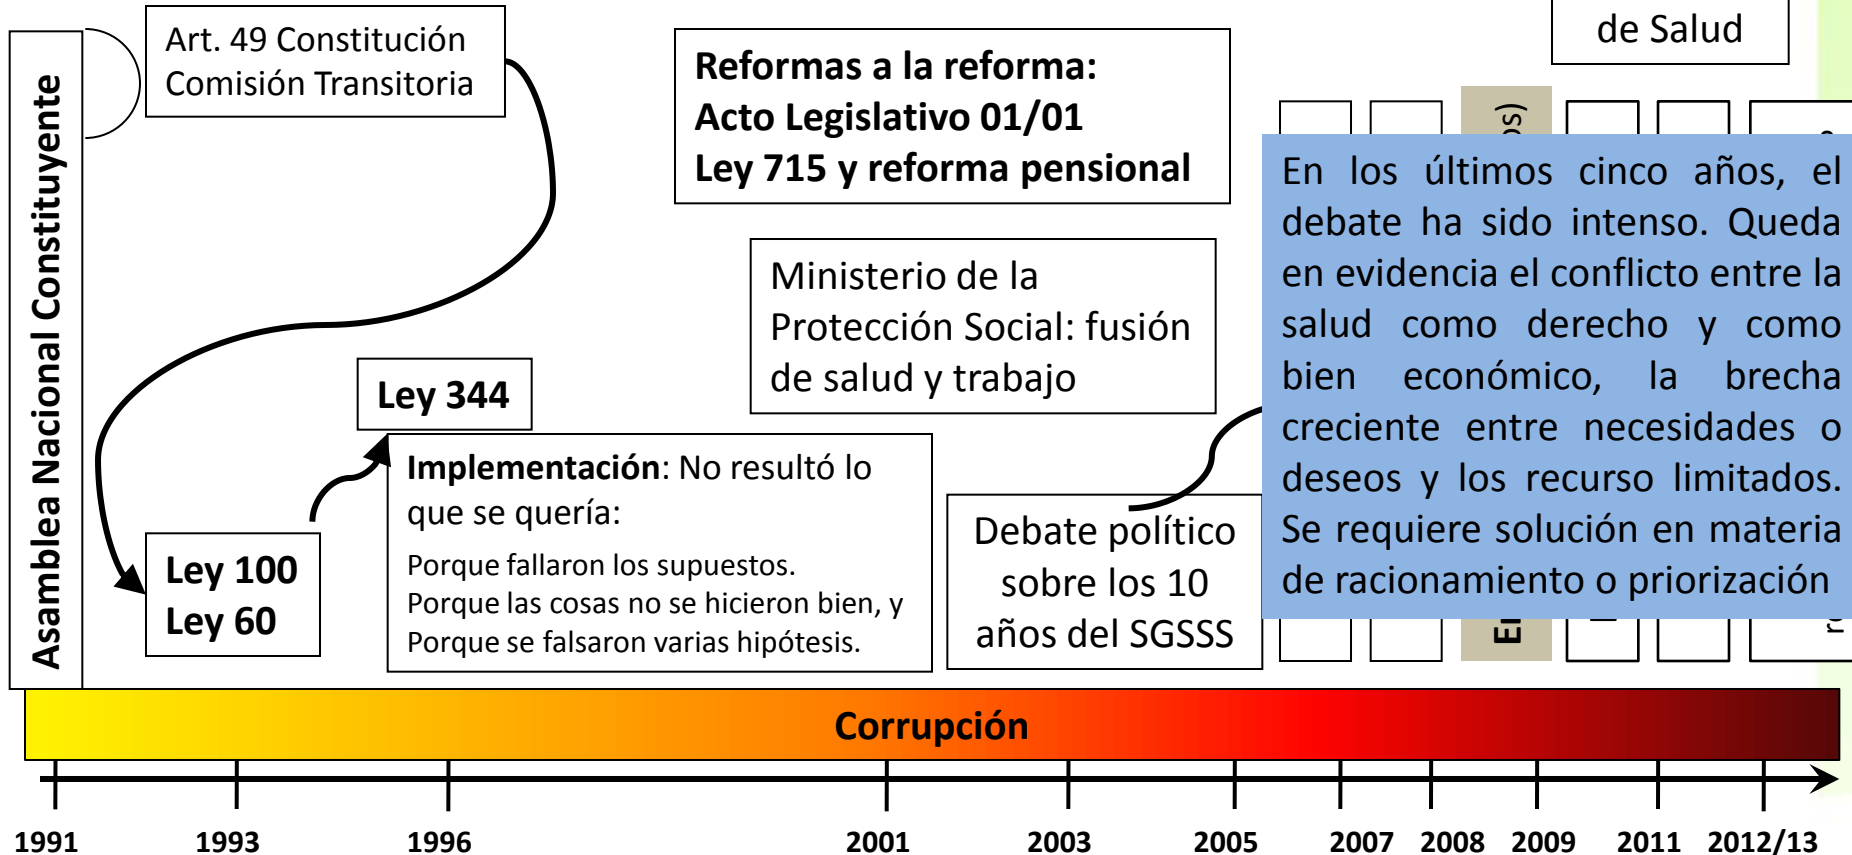 Asamblea Nacional Constituyente
Art. 49 Constitución
Comisión Transitoria
Reformas a la reforma:
Acto Legislativo 01/01
Ley 715 y reforma pensional
de Salud
Ministerio de la
Protección Social: fusión
de salud y trabajo
En los últimos cinco años, el
debate ha sido intenso. Queda
en evidencia el conflicto entre la
salud como derecho y como
bien económico, la brecha
creciente entre necesidades o
deseos y los recurso limitados.
Se requiere solución en materia
de racionamiento o priorización
Ley 344
Implementación: No resultó lo
que se quería:
Porque fallaron los supuestos.
Porque las cosas no se hicieron bien, y
Porque se falsaron varias hipótesis.
Ley 100
Ley 60
Debate político
sobre los 10
años del SGSSS
Corrupción
1991 1993 1996 2001 2003 2005 2007 2008 2009 2011 2012/13